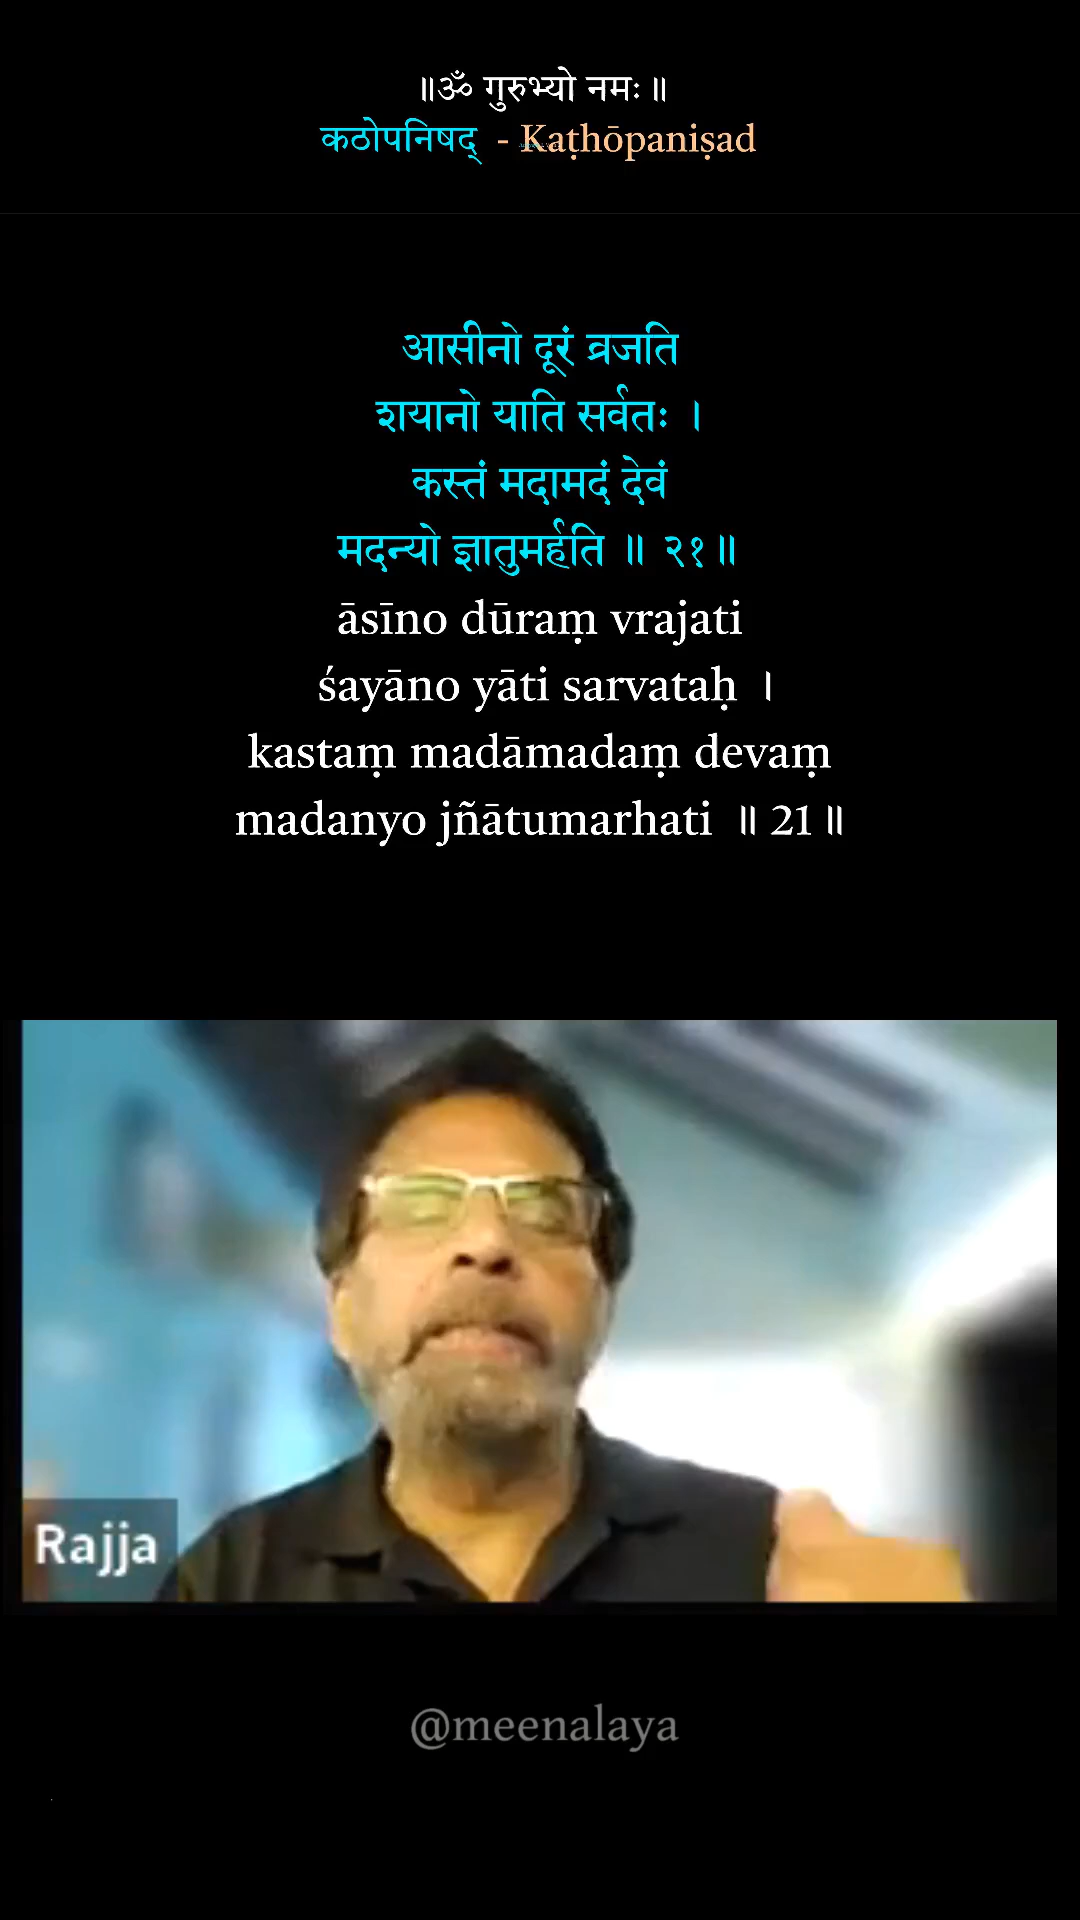 ॥ॐ गुरुभ्यो नमः॥
कठोपनिषद् - Kaṭhōpaniṣad
आसीनो दूरं व्रजति
शयानो याति सर्वतः ।
कस्तं मदामदं देवं
मदन्यो ज्ञातुमर्हति ॥ २१॥
āsīno dūraṃ vrajati
śayāno yāti sarvataḥ ।
kastaṃ madāmadaṃ devaṃ
madanyo jñātumarhati ॥ 21॥
Rajja
@meenalaya